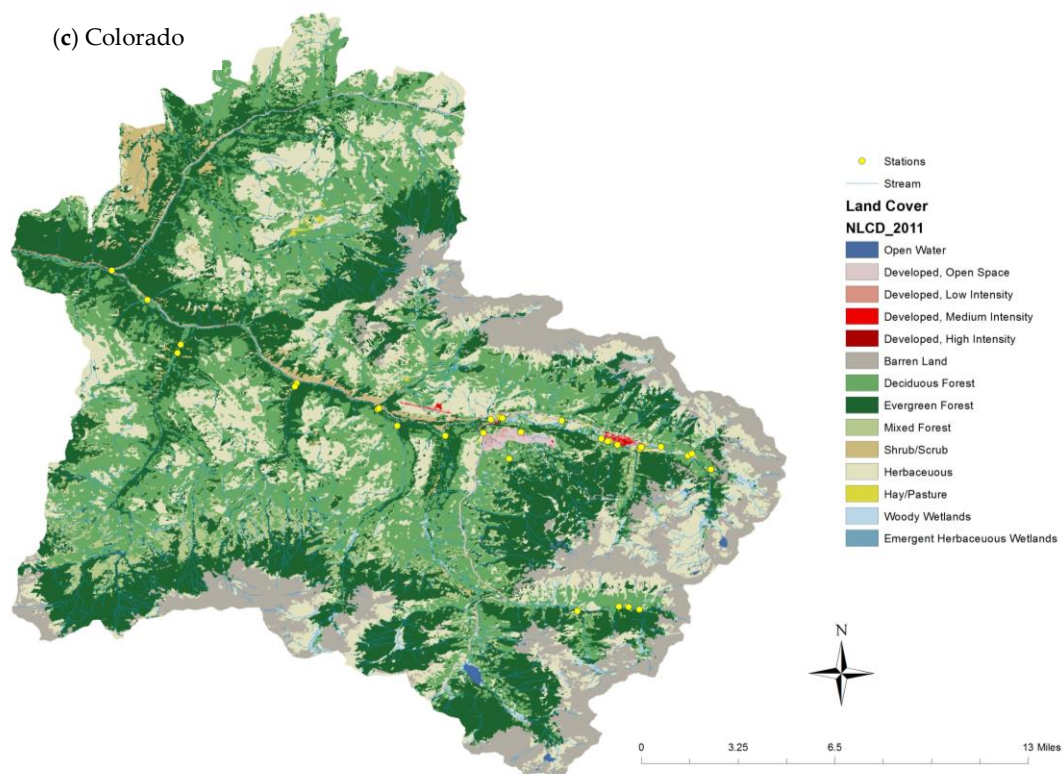 (c) Colorado
Stations
Stream
Land Cover
NLCD_2011
Open Water
Developed, Open Space
Developed, Low Intensity
Developed, Medium Intensity
Developed, High Intensity
Barren Land
Deciduous Forest
Evergreen Forest
Mixed Forest
Shrub/Scrub
Herbaceuous
Hay/Pasture
Woody Wetlands
Emergent Herbaceuous Wetlands
N
0 3.25 6.5 13 Miles